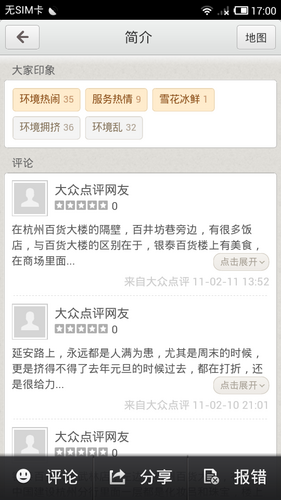 无SIM卡
17:00
简介
地图
大家印象
环境热闹 35
服务热情 9
雪花冰鲜 1
环境拥挤 36
环境乱 32
评论
大众点评网友
0
在杭州百货大楼的隔壁，百井坊巷旁边，有很多饭
店，与百货大楼的区别在于，银泰百货楼上有美食，
在商场里面...
点击展开
来自大众点评 11-02-11 13:52
大众点评网友
0
延安路上，永远都是人满为患，尤其是周末的时候，
更是挤得不得了去年元旦的时候过去，都在打折，还
是很给力...
点击展开
来自大众点评 11-02-10 21:01
大众点评网友
0
评论
分享
报错